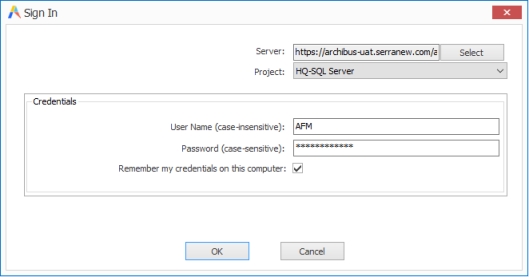 Sign In
Server: https://archibus-uat.serranew.com/a Select
Project: HQ-SQL Server
Credentials
User Name (case-insensitive): AFM
Password (case-sensitive): ************
Remember my credentials on this computer:
OK Cancel